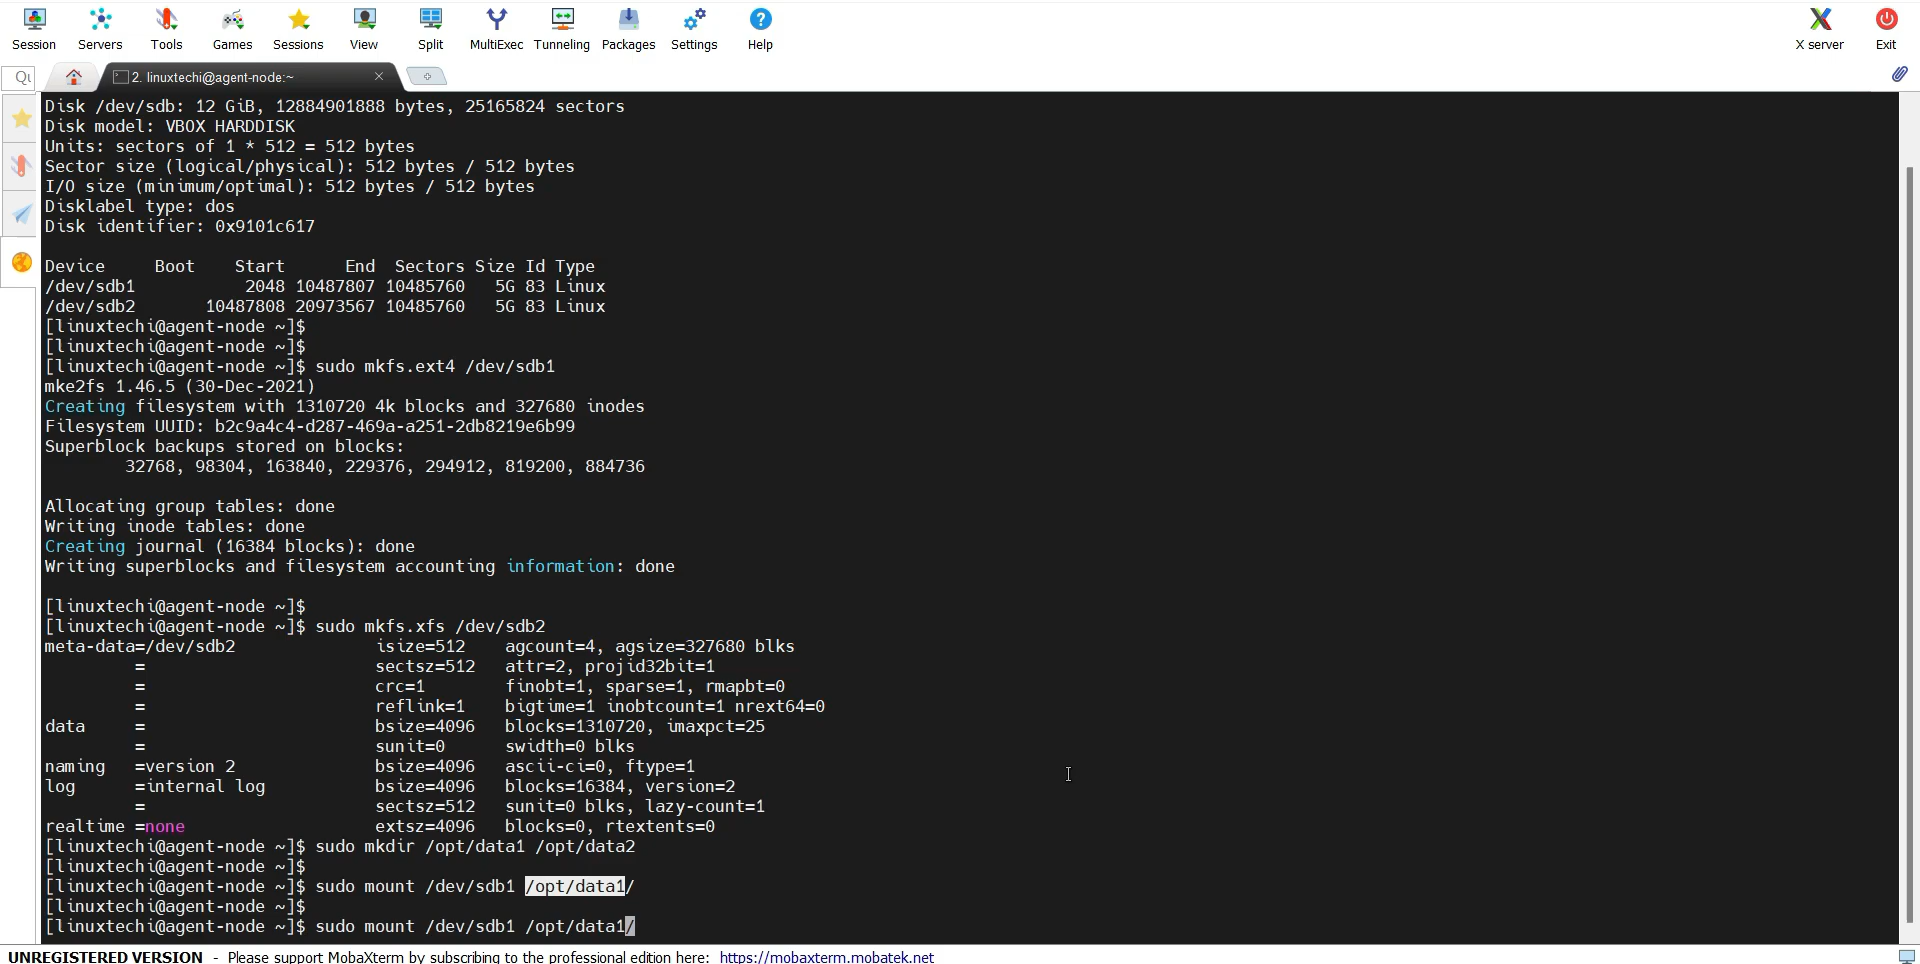 Session Servers Tools Games Sessions View Split MultiExec Tunneling Packages Settings Help X server Exit
2. linuxtechi@agent-node:~
Disk /dev/sdb: 12 GiB, 12884901888 bytes, 25165824 sectors
Disk model: VBOX HARDDISK
Units: sectors of 1 * 512 = 512 bytes
Sector size (logical/physical): 512 bytes / 512 bytes
I/O size (minimum/optimal): 512 bytes / 512 bytes
Disklabel type: dos
Disk identifier: 0x9101c617
Device     Boot    Start      End  Sectors Size Id Type
/dev/sdb1           2048 10487807 10485760   5G 83 Linux
/dev/sdb2       10487808 20973567 10485760   5G 83 Linux
[linuxtechi@agent-node ~]$
[linuxtechi@agent-node ~]$
[linuxtechi@agent-node ~]$ sudo mkfs.ext4 /dev/sdb1
mke2fs 1.46.5 (30-Dec-2021)
Creating filesystem with 1310720 4k blocks and 327680 inodes
Filesystem UUID: b2c9a4c4-d287-469a-a251-2db8219e6b99
Superblock backups stored on blocks:
        32768, 98304, 163840, 229376, 294912, 819200, 884736
Allocating group tables: done
Writing inode tables: done
Creating journal (16384 blocks): done
Writing superblocks and filesystem accounting information: done
[linuxtechi@agent-node ~]$
[linuxtechi@agent-node ~]$ sudo mkfs.xfs /dev/sdb2
meta-data=/dev/sdb2              isize=512    agcount=4, agsize=327680 blks
         =                       sectsz=512   attr=2, projid32bit=1
         =                       crc=1        finobt=1, sparse=1, rmapbt=0
         =                       reflink=1    bigtime=1 inobtcount=1 nrext64=0
data     =                       bsize=4096   blocks=1310720, imaxpct=25
         =                       sunit=0      swidth=0 blks
naming   =version 2              bsize=4096   ascii-ci=0, ftype=1
log      =internal log           bsize=4096   blocks=16384, version=2
         =                       sectsz=512   sunit=0 blks, lazy-count=1
realtime =none                   extsz=4096   blocks=0, rtextents=0
[linuxtechi@agent-node ~]$ sudo mkdir /opt/data1 /opt/data2
[linuxtechi@agent-node ~]$
[linuxtechi@agent-node ~]$ sudo mount /dev/sdb1 /opt/data1/
[linuxtechi@agent-node ~]$
[linuxtechi@agent-node ~]$ sudo mount /dev/sdb1 /opt/data1/
UNREGISTERED VERSION - Please support MobaXterm by subscribing to the professional edition here: https://mobaxterm.mobatek.net